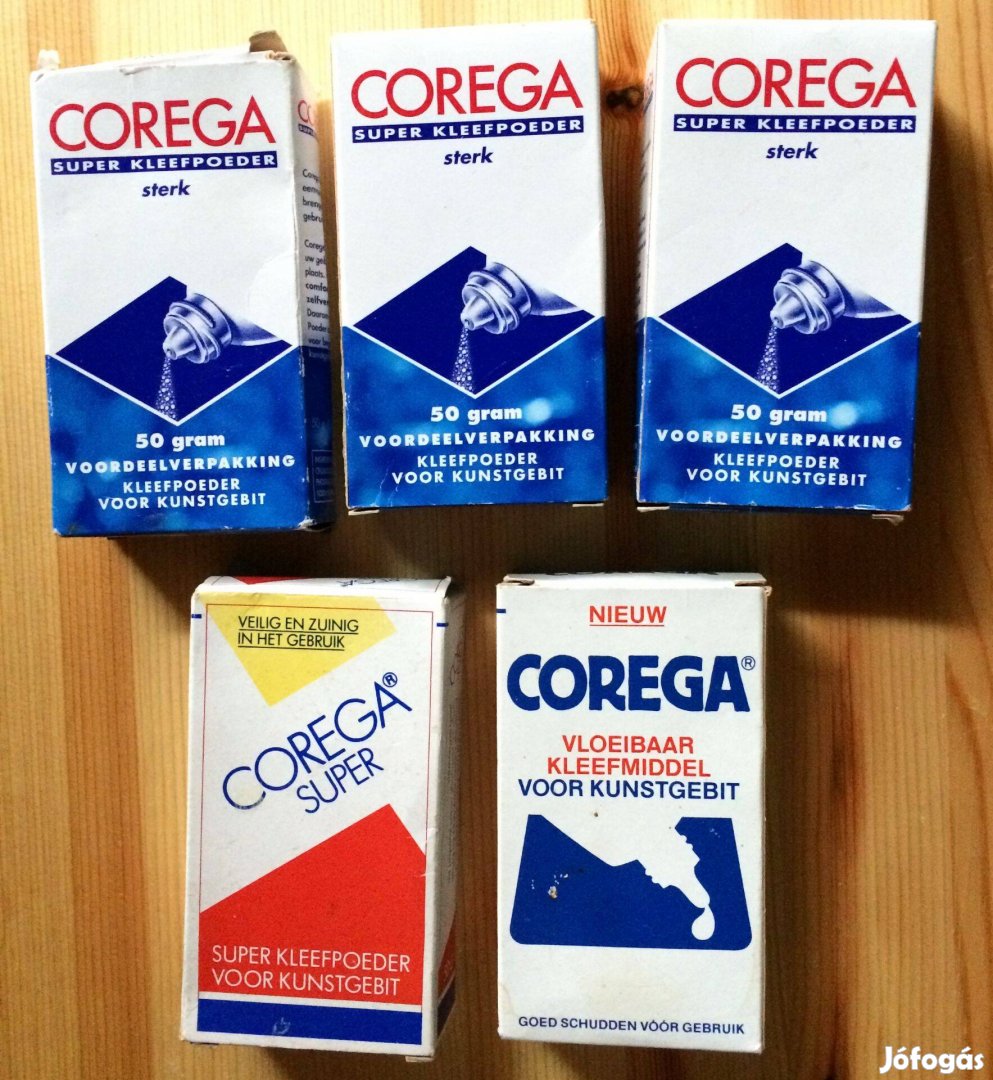 COREGA
SUPER KLEEFPOEDER
sterk
50 gram
VOORDEELVERPAKKING
KLEEFPOEDER
VOOR KUNSTGEBIT
COREGA
SUPER KLEEFPOEDER
sterk
50 gram
VOORDEELVERPAKKING
KLEEFPOEDER
VOOR KUNSTGEBIT
COREGA
SUPER KLEEFPOEDER
sterk
50 gram
VOORDEELVERPAKKING
KLEEFPOEDER
VOOR KUNSTGEBIT
VEILIG EN ZUINIG
IN HET GEBRUIK
COREGA®
SUPER
SUPER KLEEFPOEDER
VOOR KUNSTGEBIT
NIEUW
COREGA®
VLOEIBAAR
KLEEFMIDDEL
VOOR KUNSTGEBIT
GOED SCHUDDEN VÓÓR GEBRUIK
Jófogás